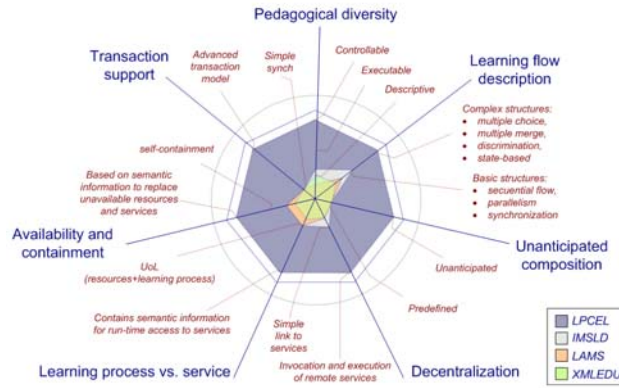 Pedagogical diversity
Transaction
support
Advanced
transaction
model
Simple
synch
Controllable
Executable
Descriptive
Learning flow
description
Complex structures:
• multiple choice,
• multiple merge,
• discrimination,
• state-based
self-containment
Based on semantic
information to replace
unavailable resources
and services
Basic structures:
• secuential flow,
• parallelism
• synchronization
Availability and
containment
Unanticipated
composition
UoL
(resources+learning process)
Unanticipated
Contains semantic information
for run-time access to services
Simple
link to
services
Predefined
Invocation and execution
of remote services
Learning process vs. service
Decentralization
LPCEL
IMSLD
LAMS
XMLEDU